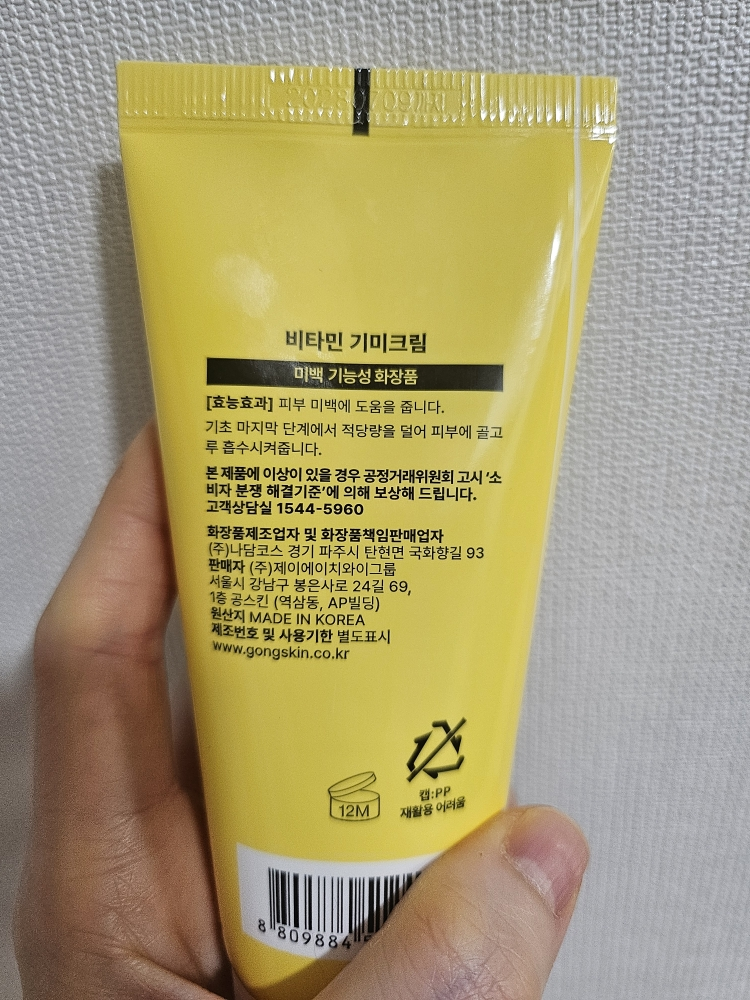 비타민 기미크림
미백 기능성 화장품
[효능효과] 피부 미백에 도움을 줍니다.
기초 마지막 단계에서 적당량을 덜어 피부에 골고
루 흡수시켜줍니다.
본 제품에 이상이 있을 경우 공정거래위원회 고시 '소
비자 분쟁 해결기준'에 의해 보상해 드립니다.
고객상담실 1544-5960
화장품제조업자 및 화장품책임판매업자
(주)나담코스 경기 파주시 탄현면 국화향길 93
판매자 (주)제이에이치와이그룹
서울시 강남구 봉은사로 24길 69,
1층 공스킨 (역삼동, AP빌딩)
원산지 MADE IN KOREA
제조번호 및 사용기한 별도표시
www.gongskin.co.kr
캡:PP
12M
재활용 어려움
8 809884